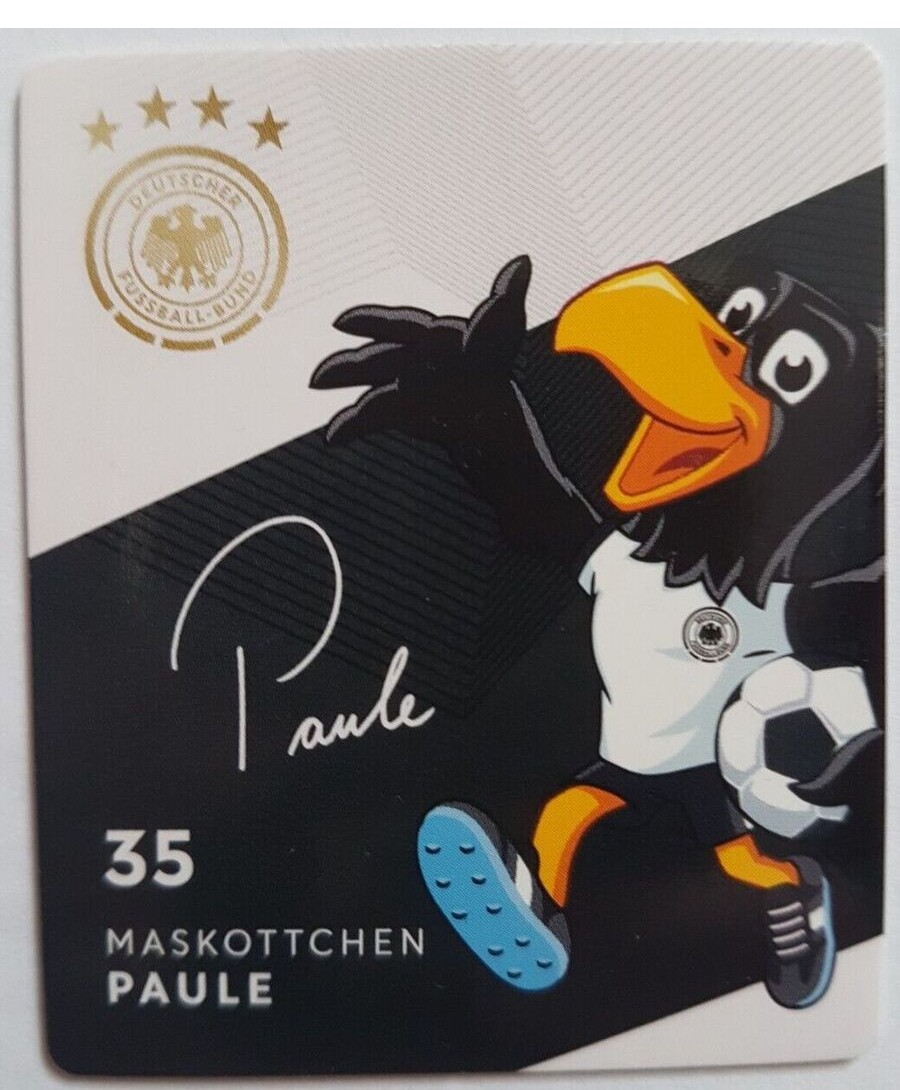 DEUTSCHER
FUSSBALL-BUND
Paule
35
MASKOTTCHEN
PAULE